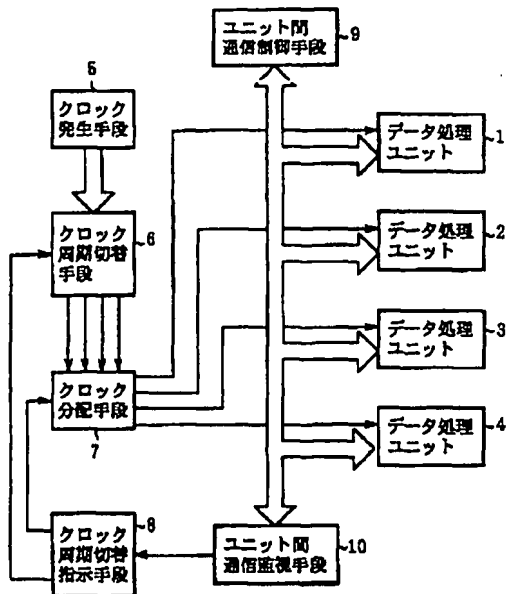 ユニット間
通信制御手段
9
5
クロック
発生手段
データ処理
ユニット
1
クロック
周期切替
手段
6
データ処理
ユニット
2
データ処理
ユニット
3
クロック
分配手段
7
データ処理
ユニット
4
クロック
周期切替
指示手段
8
ユニット間
通信監視手段
10